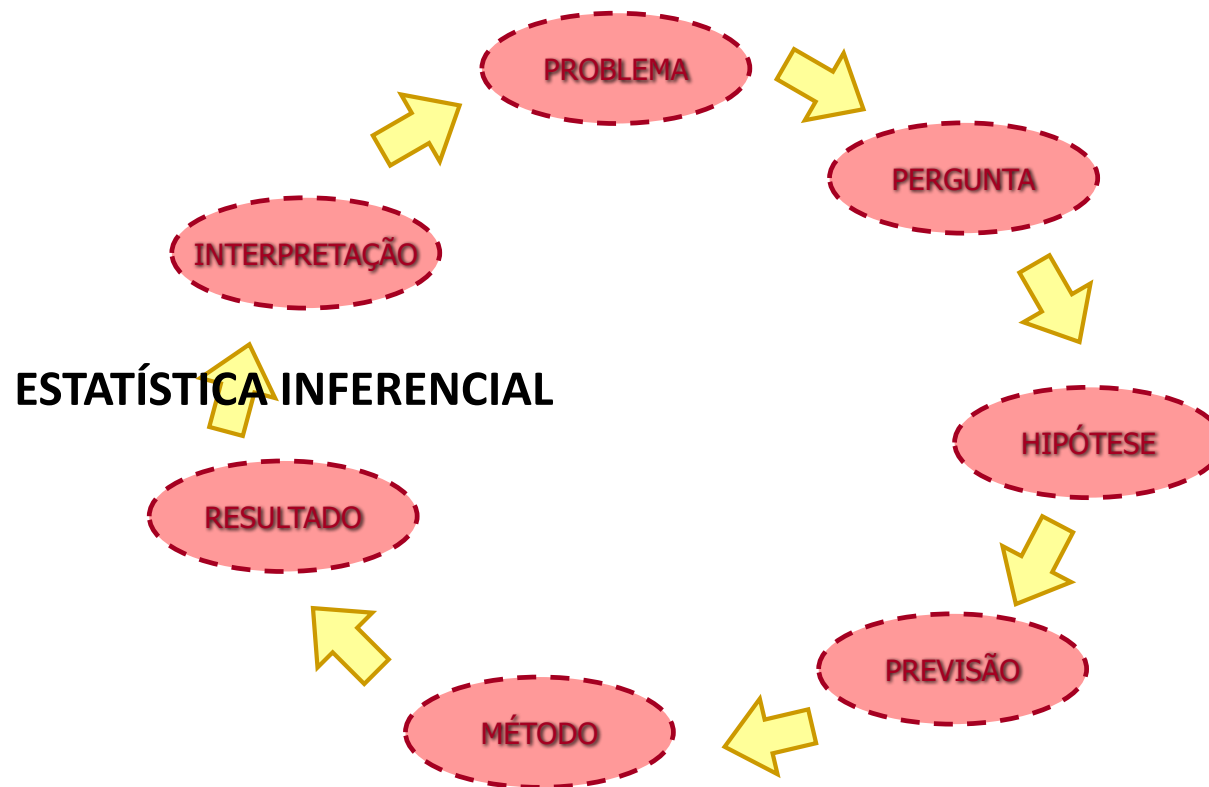 PROBLEMA
PERGUNTA
INTERPRETAÇÃO
ESTATÍSTICA INFERENCIAL
HIPÓTESE
RESULTADO
PREVISÃO
MÉTODO